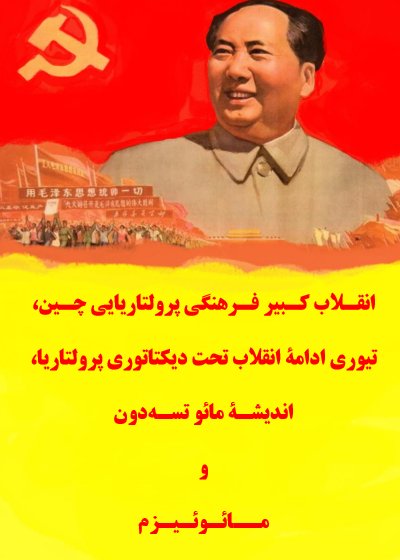 用毛泽东思想统帅一切
انقلاب کبیر فرهنگی پرولتاریایی چین،
تیوری ادامهٔ انقلاب تحت دیکتاتوری پرولتاریا،
اندیشهٔ مائو تسه‌دون
و
مائوئیزم